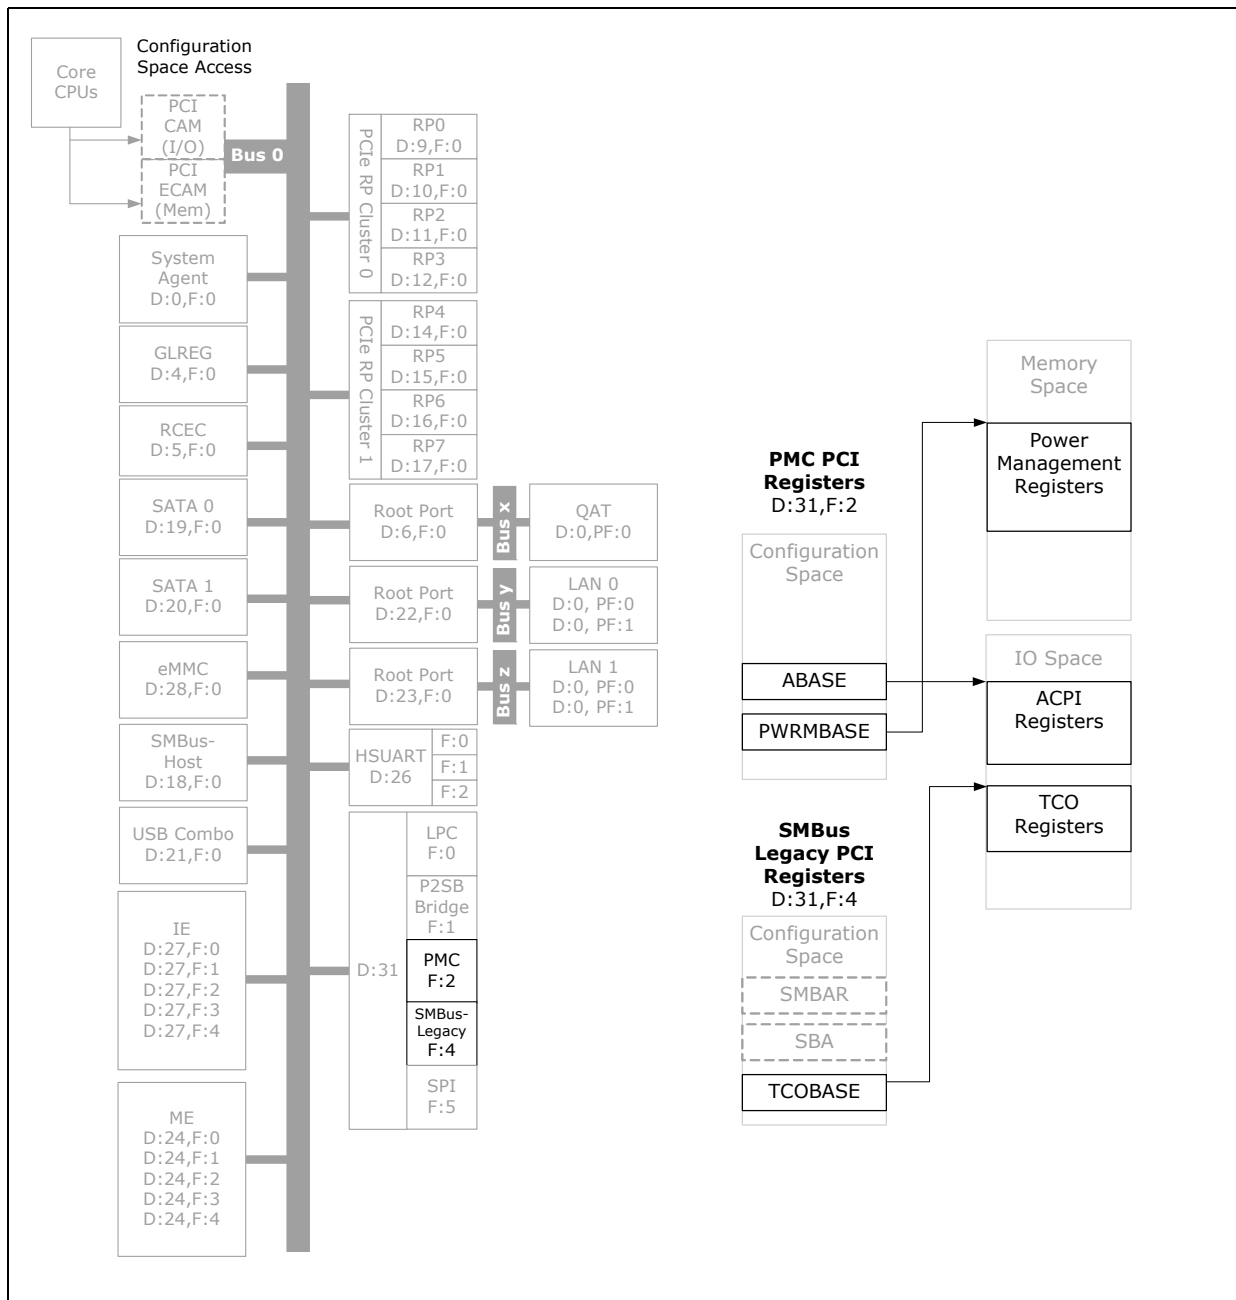 Configuration
Space Access
Core
CPUs
PCI
CAM
(I/O)
PCI
ECAM
(Mem)
Bus 0
System
Agent
D:0,F:0
GLREG
D:4,F:0
RCEC
D:5,F:0
SATA 0
D:19,F:0
SATA 1
D:20,F:0
eMMC
D:28,F:0
SMBus-
Host
D:18,F:0
USB Combo
D:21,F:0
IE
D:27,F:0
D:27,F:1
D:27,F:2
D:27,F:3
D:27,F:4
ME
D:24,F:0
D:24,F:1
D:24,F:2
D:24,F:3
D:24,F:4
PCIe RP Cluster 0
RP0
D:9,F:0
RP1
D:10,F:0
RP2
D:11,F:0
RP3
D:12,F:0
PCIe RP Cluster 1
RP4
D:14,F:0
RP5
D:15,F:0
RP6
D:16,F:0
RP7
D:17,F:0
Root Port
D:6,F:0
Bus x
QAT
D:0,PF:0
Root Port
D:22,F:0
Bus y
LAN 0
D:0, PF:0
D:0, PF:1
Root Port
D:23,F:0
Bus z
LAN 1
D:0, PF:0
D:0, PF:1
HSUART
D:26
F:0
F:1
F:2
D:31
LPC
F:0
P2SB
Bridge
F:1
PMC
F:2
SMBus-
Legacy
F:4
SPI
F:5
PMC PCI
Registers
D:31,F:2
Configuration
Space
ABASE
PWRMBASE
SMBus
Legacy PCI
Registers
D:31,F:4
Configuration
Space
SMBAR
SBA
TCOBASE
Memory
Space
Power
Management
Registers
IO Space
ACPI
Registers
TCO
Registers